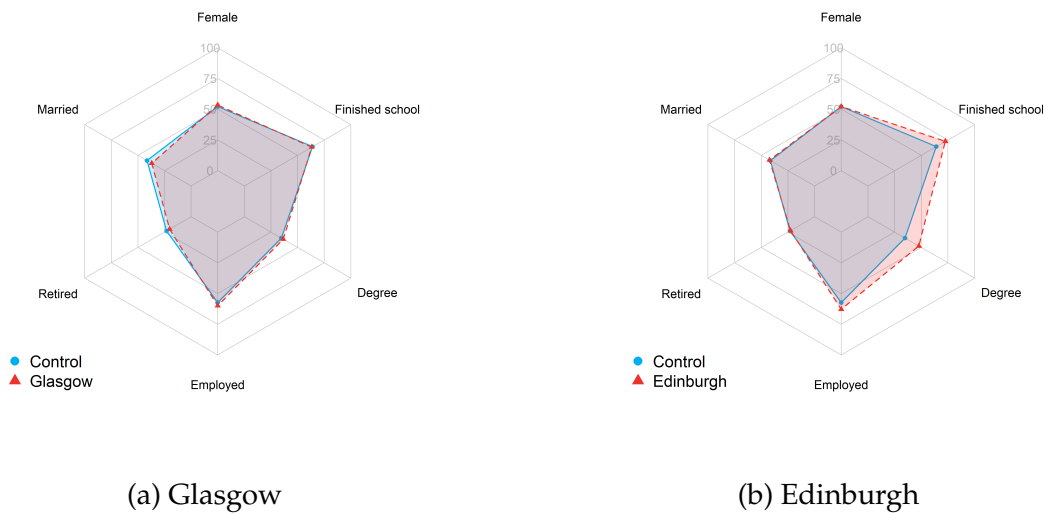 Female
100
75
50
25
0
Married
Finished school
Retired
Degree
Employed
Control
Glasgow
(a) Glasgow
Female
100
75
50
25
0
Married
Finished school
Retired
Degree
Employed
Control
Edinburgh
(b) Edinburgh